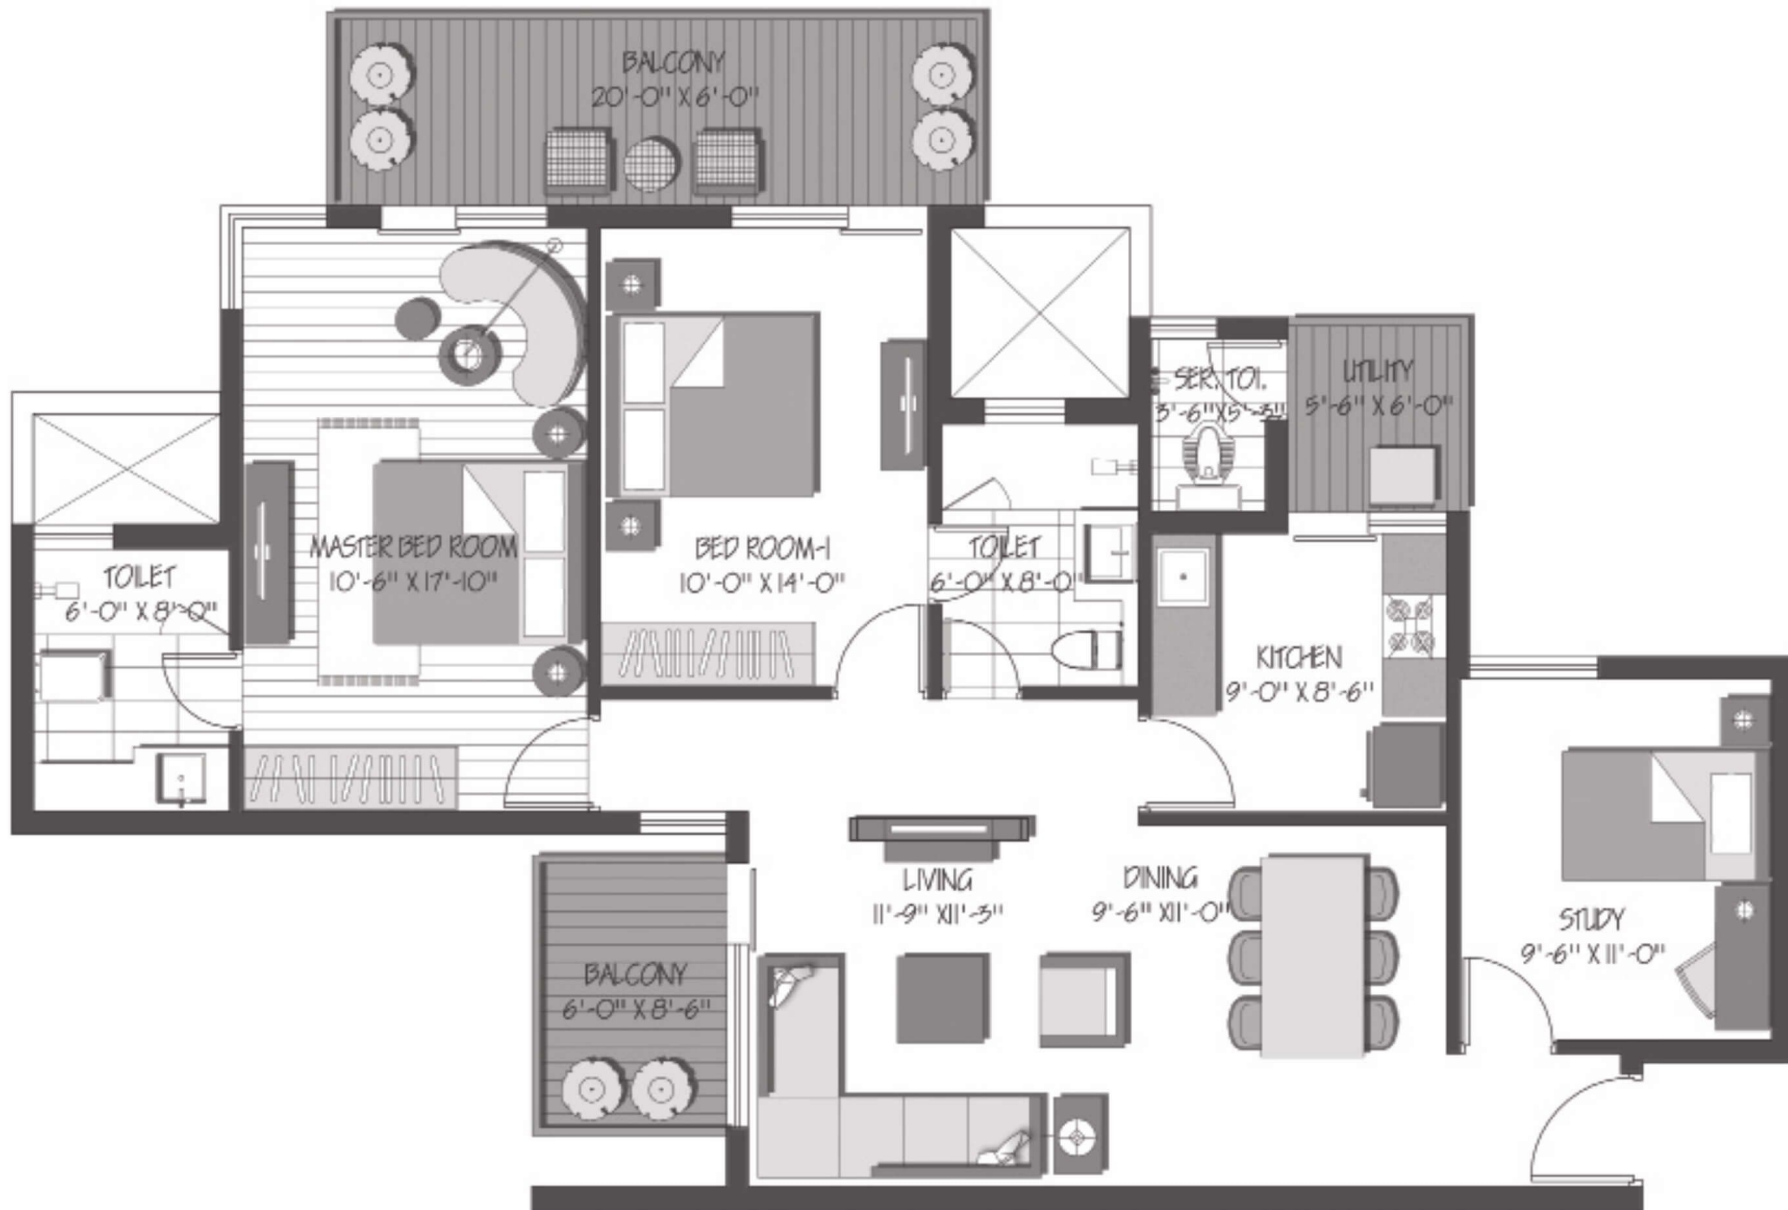 BALCONY
20'-0" X 6'-0"
SER. TOI.
3'-6"X5'-3"
UTILITY
5'-6" X 6'-0"
MASTER BED ROOM
10'-6" X 17'-10"
BED ROOM-1
10'-0" X 14'-0"
TOILET
6'-0" X 8'-0"
TOILET
6'-0" X 8'-0"
KITCHEN
9'-0" X 8'-6"
LIVING
11'-9" X11'-3"
DINING
9'-6" X11'-0"
STUDY
9'-6" X 11'-0"
BALCONY
6'-0" X 8'-6"